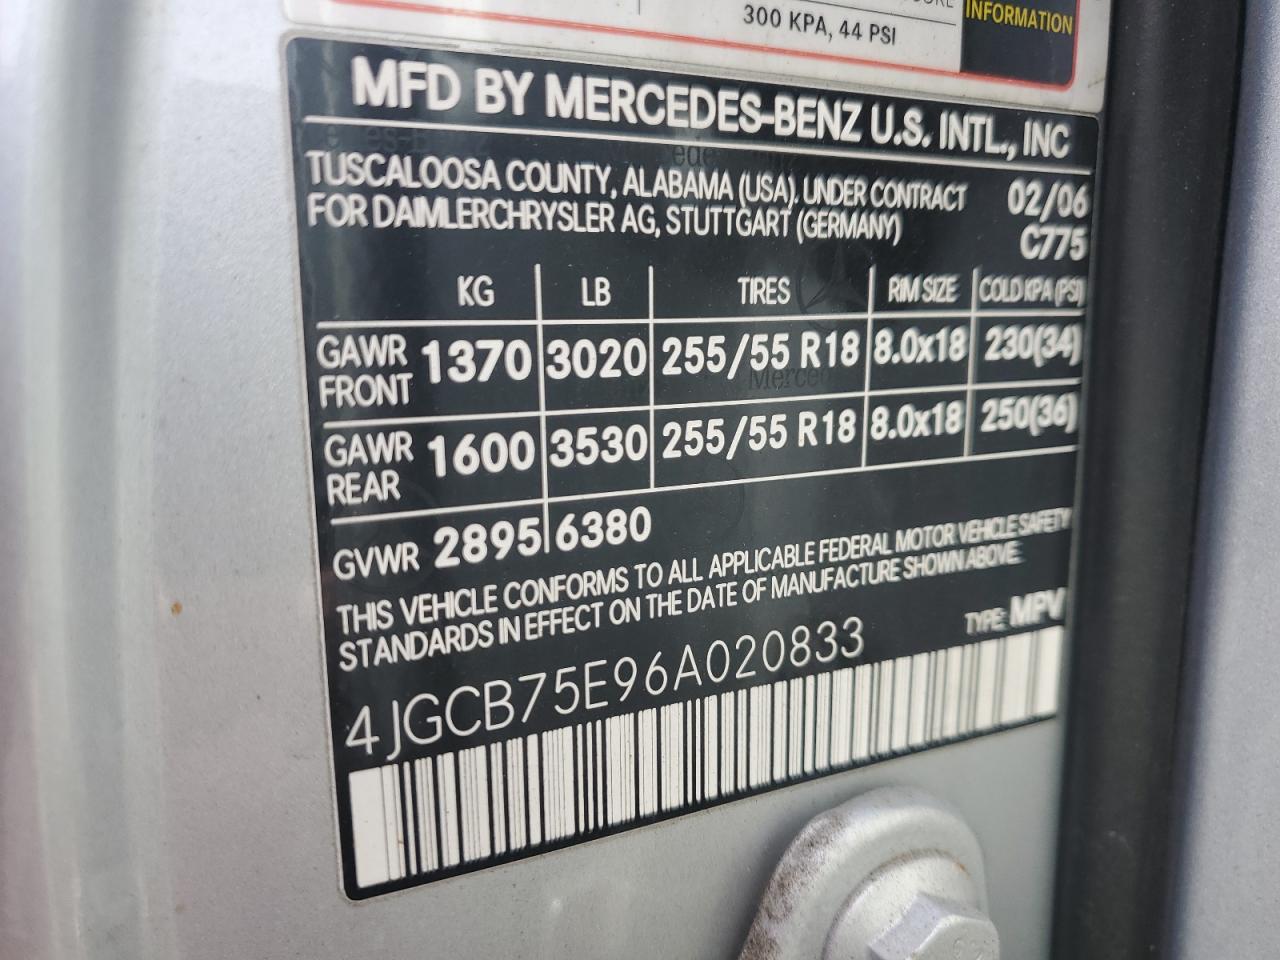 300 KPA, 44 PSI
INFORMATION
MFD BY MERCEDES-BENZ U.S. INTL., INC
TUSCALOOSA COUNTY, ALABAMA (USA). UNDER CONTRACT 02/06
FOR DAIMLERCHRYSLER AG, STUTTGART (GERMANY) C775
KG LB TIRES RIM SIZE COLD KPA (PSI)
GAWR FRONT 1370 3020 255/55 R18 8.0x18 230(34)
GAWR REAR 1600 3530 255/55 R18 8.0x18 250(36)
GVWR 2895 6380
THIS VEHICLE CONFORMS TO ALL APPLICABLE FEDERAL MOTOR VEHICLE SAFETY
STANDARDS IN EFFECT ON THE DATE OF MANUFACTURE SHOWN ABOVE.
4JGCB75E96A020833 TYPE: MPV